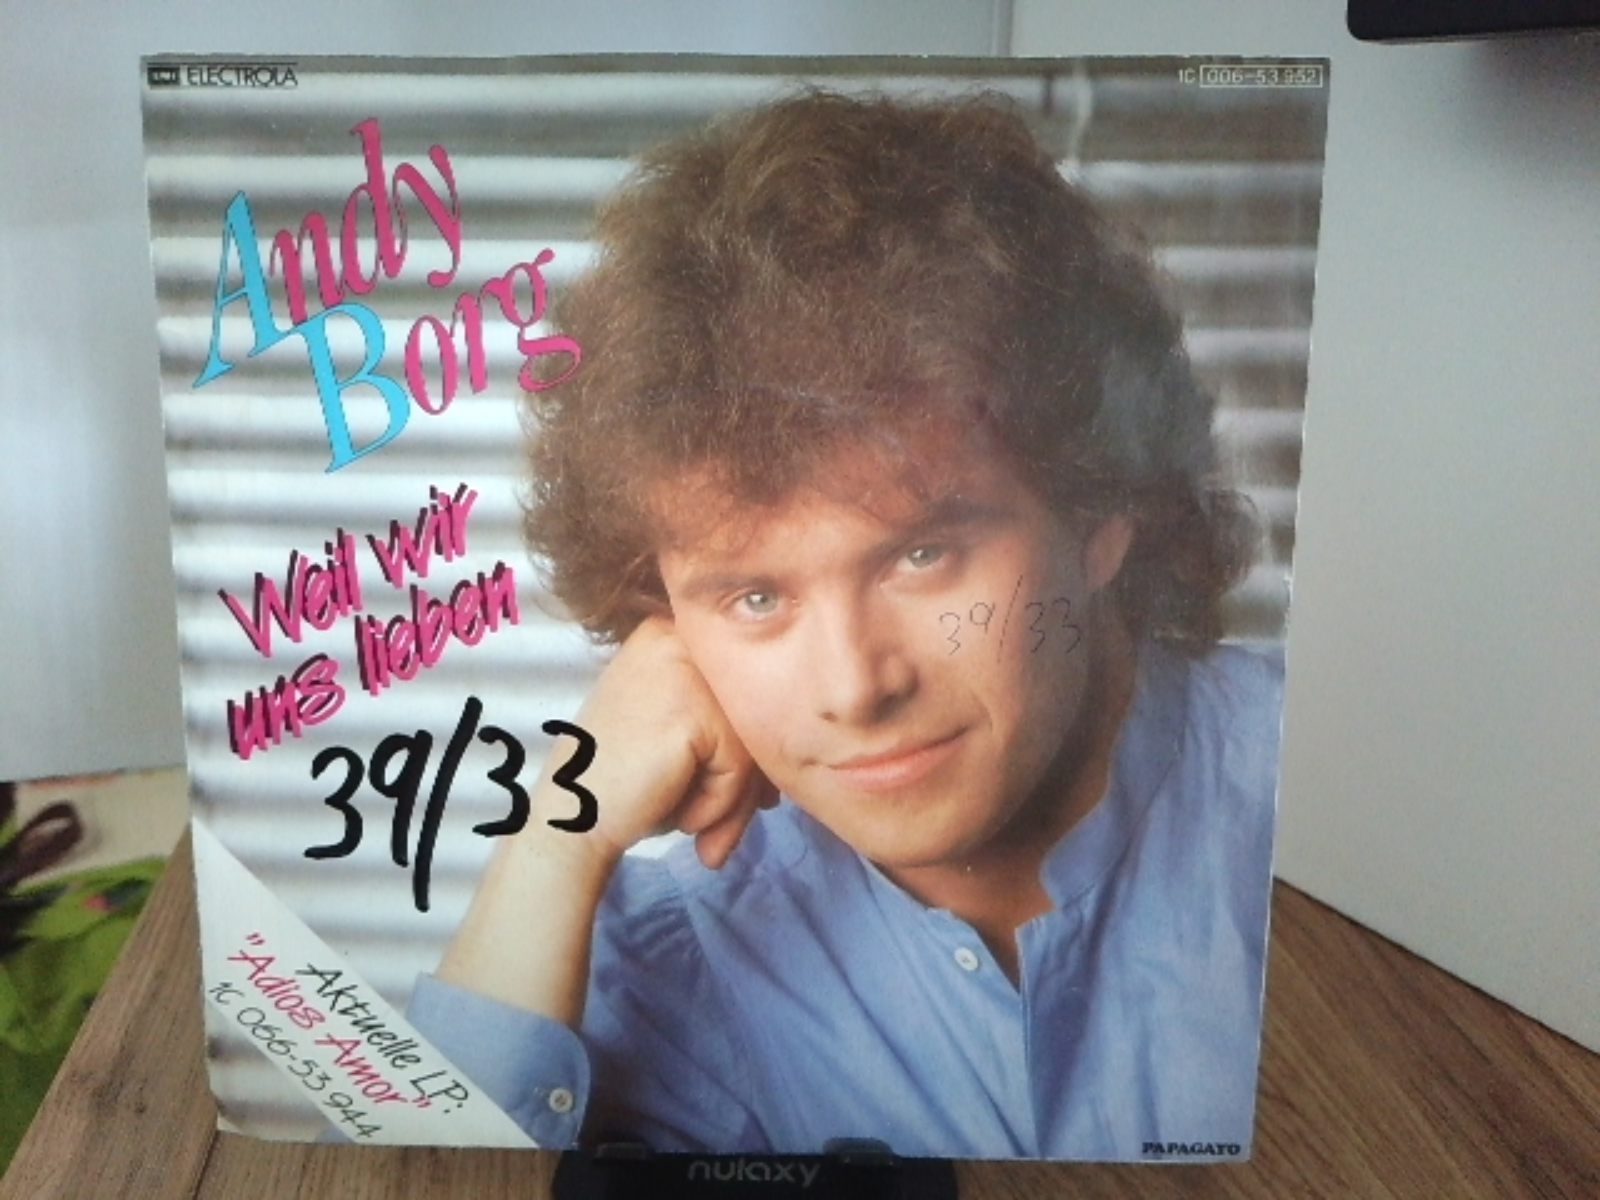 EMI ELECTROLA
1C 006-53 952
Andy
Borg
Weil wir
uns lieben
39/33
39/33
Aktuelle LP:
"Adios Amor"
1C 066-53 944
PAPAGAYO
nulaxy